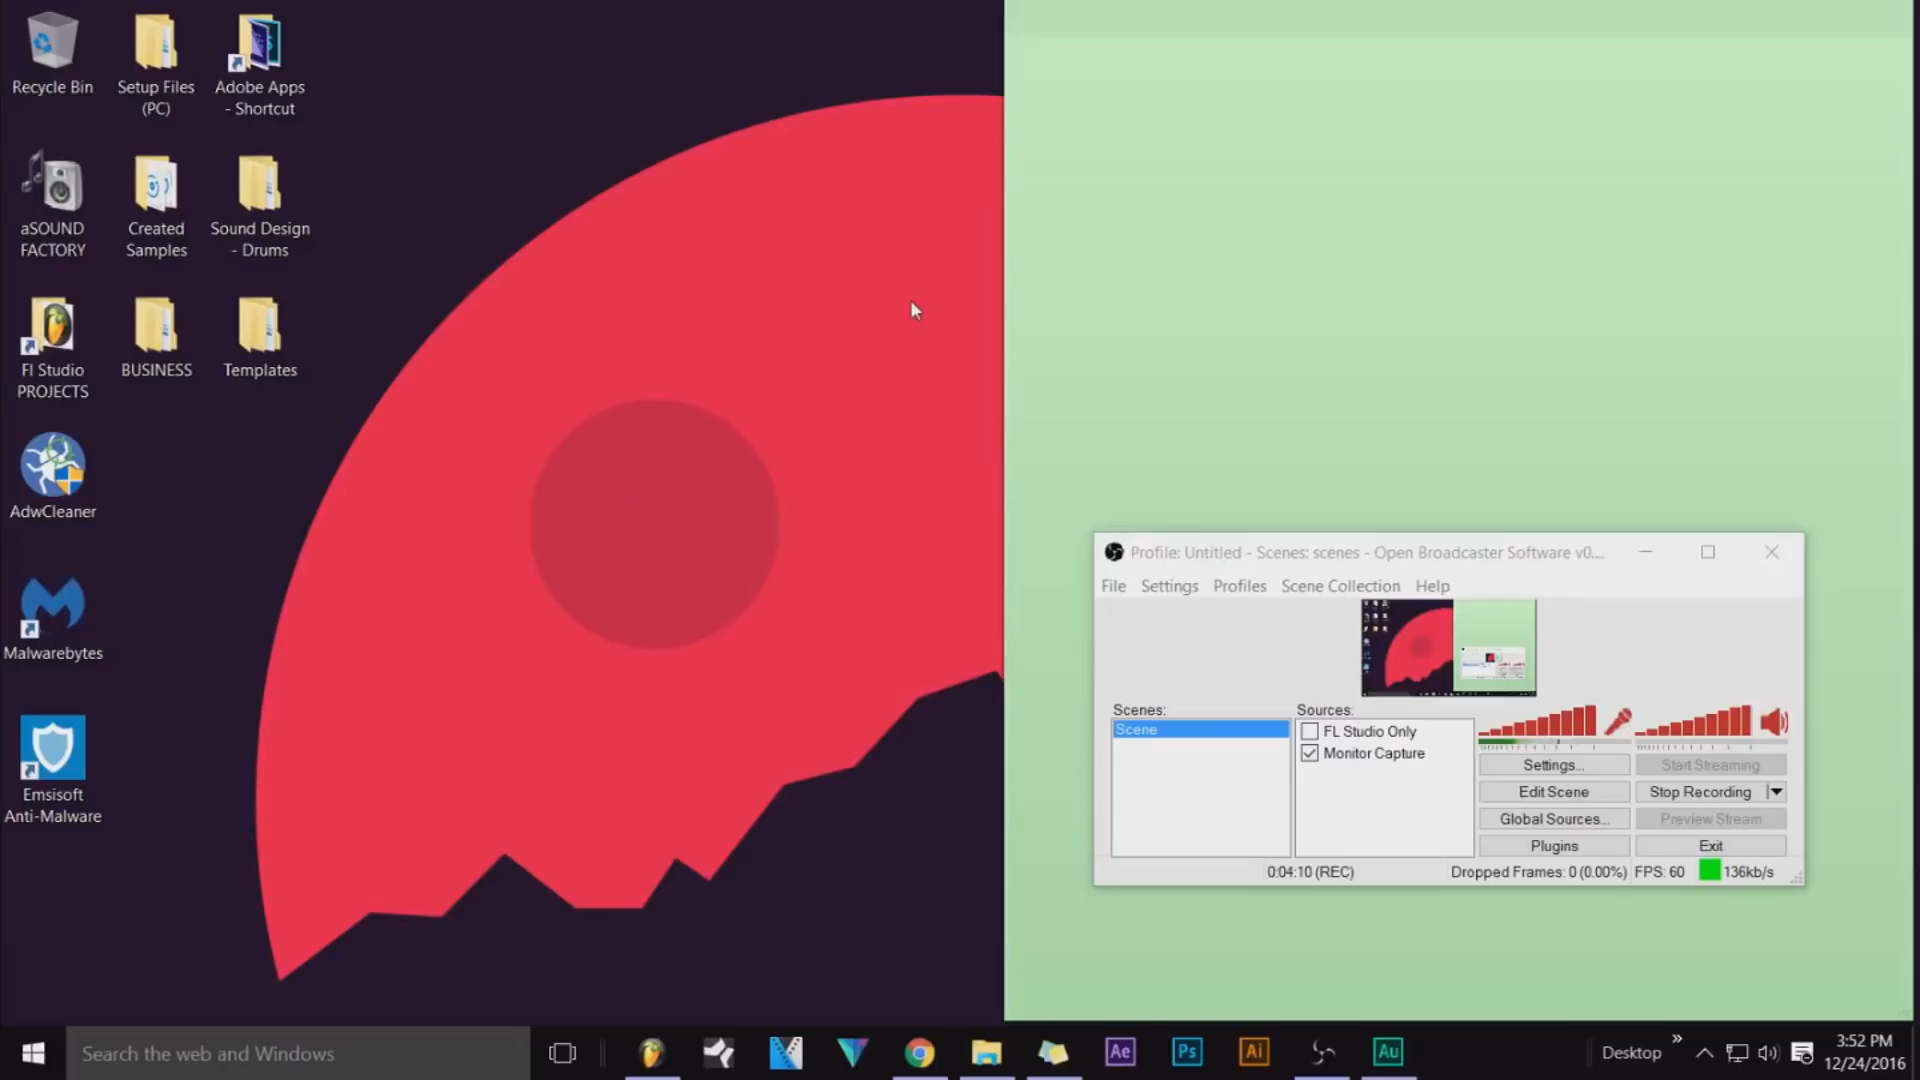 Recycle Bin
Setup Files
(PC)
Adobe Apps
- Shortcut
aSOUND
FACTORY
Created
Samples
Sound Design
- Drums
Fl Studio
PROJECTS
BUSINESS
Templates
AdwCleaner
Malwarebytes
Emsisoft
Anti-Malware
Profile: Untitled - Scenes: scenes - Open Broadcaster Software v0....
File Settings Profiles Scene Collection Help
Scenes:
Scene
Sources:
FL Studio Only
Monitor Capture
Settings...
Start Streaming
Edit Scene
Stop Recording
Global Sources...
Preview Stream
Plugins
Exit
0:04:10 (REC)
Dropped Frames: 0 (0.00%)
FPS: 60
136kb/s
Search the web and Windows
Ae
Ps
Ai
Au
Desktop
3:52 PM
12/24/2016